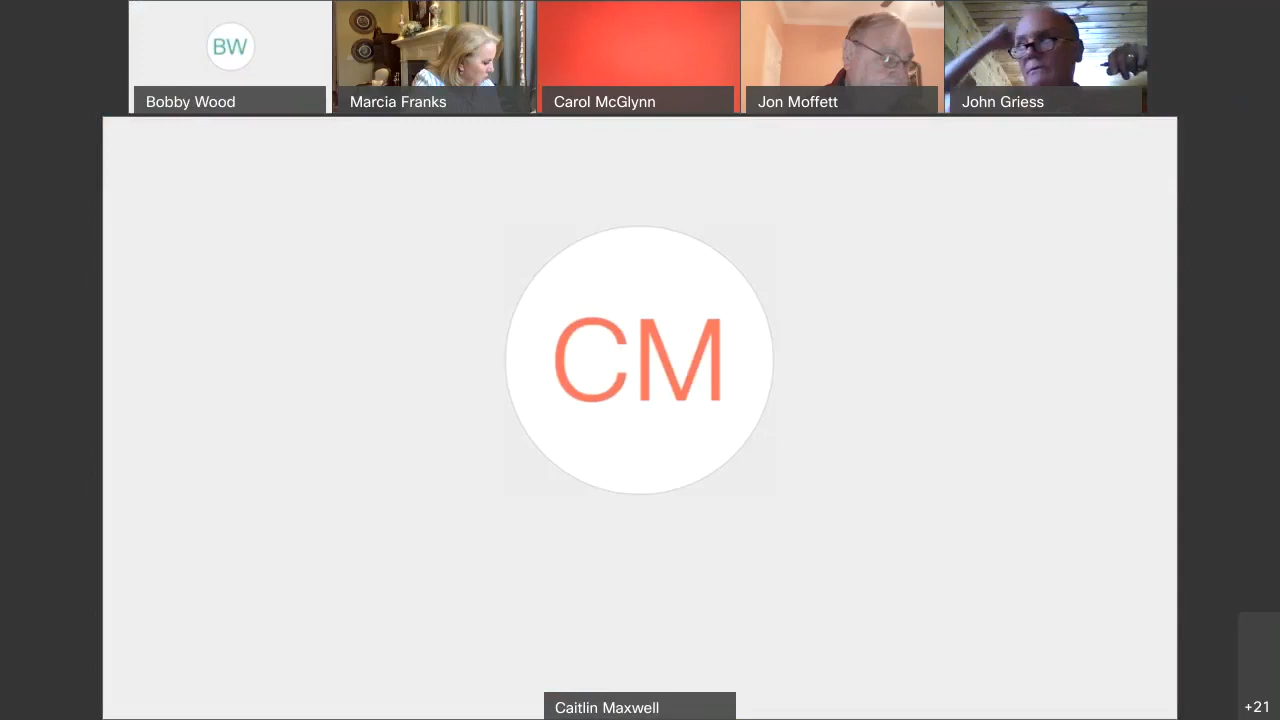 BW
Bobby Wood
Marcia Franks
Carol McGlynn
Jon Moffett
John Griess
CM
Caitlin Maxwell
+21